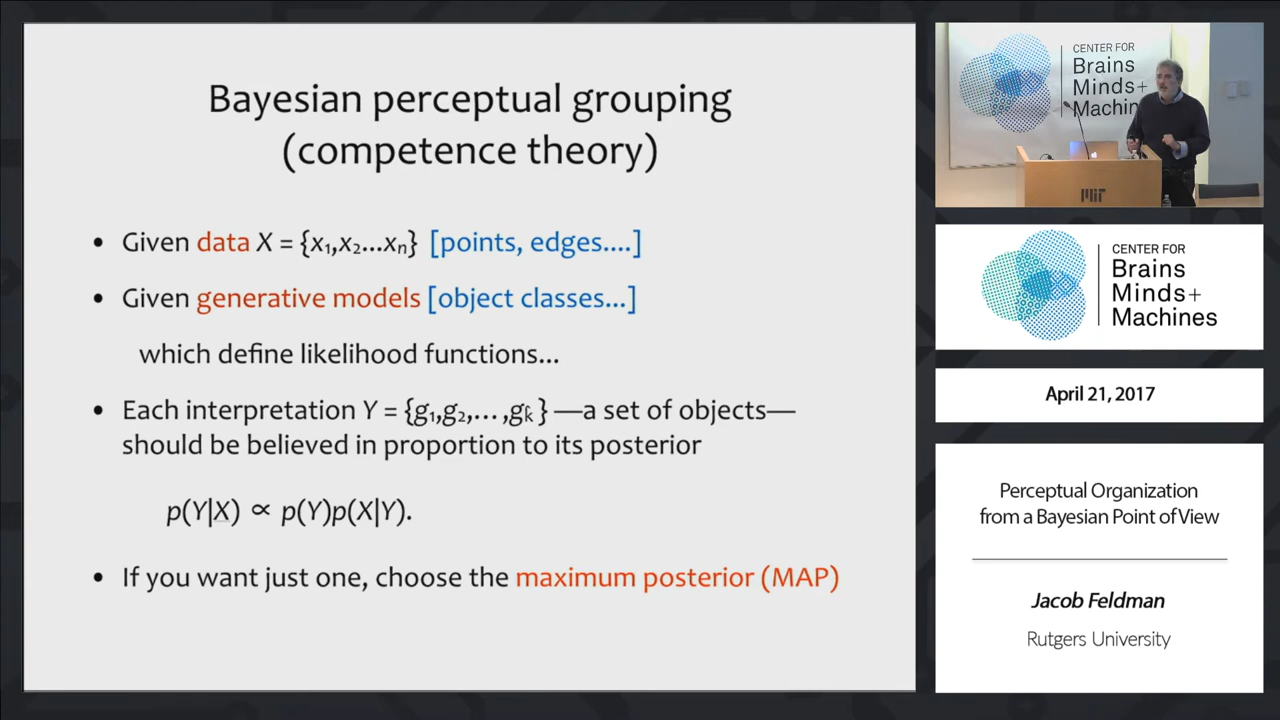 Bayesian perceptual grouping
(competence theory)
• Given data X = {x₁,x₂...xₙ} [points, edges....]
• Given generative models [object classes...]
which define likelihood functions...
• Each interpretation Y = {g₁,g₂,...,gₖ} —a set of objects—
should be believed in proportion to its posterior
p(Y|X) ∝ p(Y)p(X|Y).
• If you want just one, choose the maximum posterior (MAP)
CENTER FOR
Brains
Minds+
Machin
MIT
CENTER FOR
Brains
Minds+
Machines
April 21, 2017
Perceptual Organization
from a Bayesian Point of View
Jacob Feldman
Rutgers University